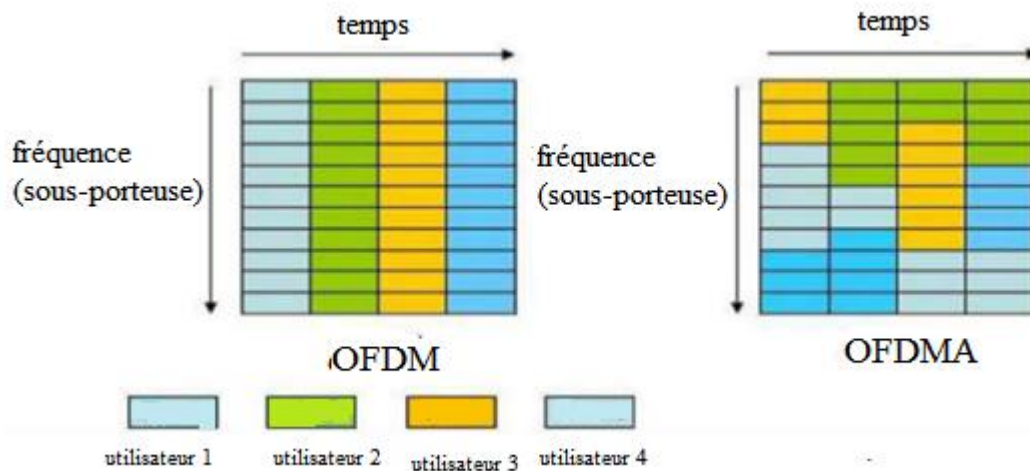 temps
temps
fréquence
(sous-porteuse)
fréquence
(sous-porteuse)
OFDM
OFDMA
utilisateur 1
utilisateur 2
utilisateur 3
utilisateur 4